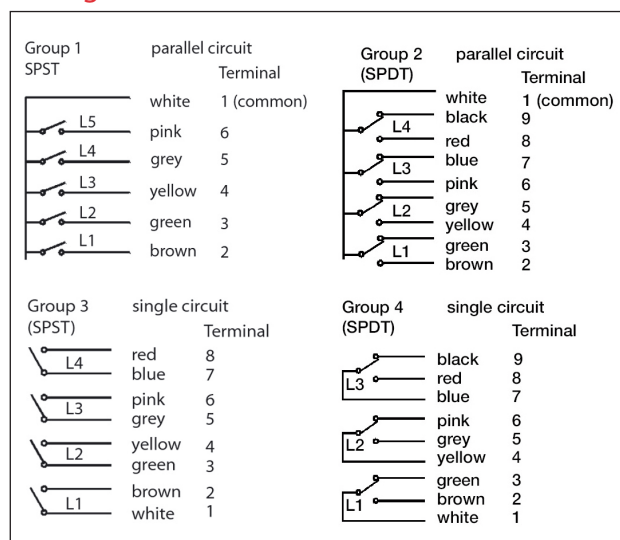 Group 1 parallel circuit
SPST Terminal
white 1 (common)
L5 pink 6
L4 grey 5
L3 yellow 4
L2 green 3
L1 brown 2
Group 2 parallel circuit
(SPDT) Terminal
white 1 (common)
black 9
L4
red 8
blue 7
L3
pink 6
grey 5
L2
yellow 4
green 3
L1
brown 2
Group 3 single circuit
(SPST) Terminal
red 8
L4
blue 7
pink 6
L3
grey 5
yellow 4
L2
green 3
brown 2
L1
white 1
Group 4 single circuit
(SPDT) Terminal
black 9
L3 red 8
blue 7
pink 6
L2 grey 5
yellow 4
green 3
L1 brown 2
white 1